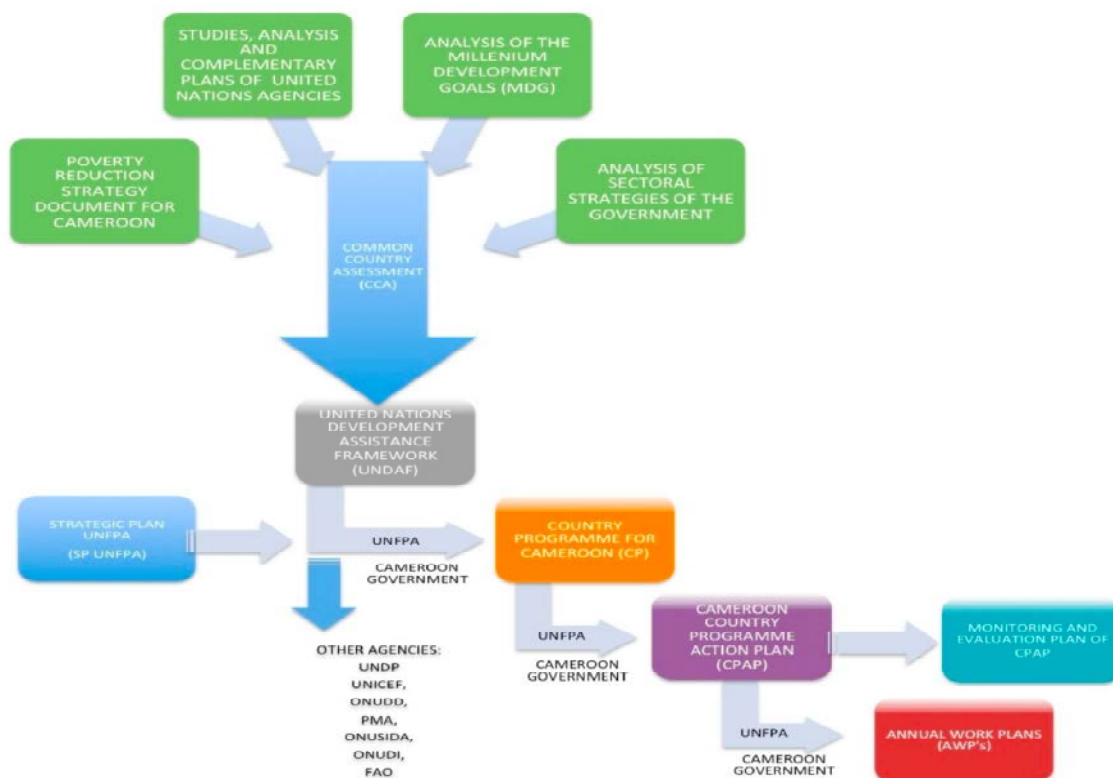 STUDIES, ANALYSIS
AND
COMPLEMENTARY
PLANS OF UNITED
NATIONS AGENCIES
ANALYSIS OF THE
MILLENIUM
DEVELOPMENT
GOALS (MDG)
POVERTY
REDUCTION
STRATEGY
DOCUMENT FOR
CAMEROON
ANALYSIS OF
SECTORAL
STRATEGIES OF THE
GOVERNMENT
COMMON
COUNTRY
ASSESSMENT
(CCA)
UNITED NATIONS
DEVELOPMENT
ASSISTANCE
FRAMEWORK
(UNDAF)
STRATEGIC PLAN
UNFPA
(SP UNFPA)
UNFPA
CAMEROON
GOVERNMENT
COUNTRY
PROGRAMME FOR
CAMEROON (CP)
UNFPA
CAMEROON
GOVERNMENT
CAMEROON
COUNTRY
PROGRAMME
ACTION PLAN
(CPAP)
MONITORING AND
EVALUATION PLAN OF
CPAP
OTHER AGENCIES:
UNDP
UNICEF,
ONUDD,
PMA,
ONUSIDA,
ONUDI,
FAO
UNFPA
CAMEROON
GOVERNMENT
ANNUAL WORK PLANS
(AWP's)